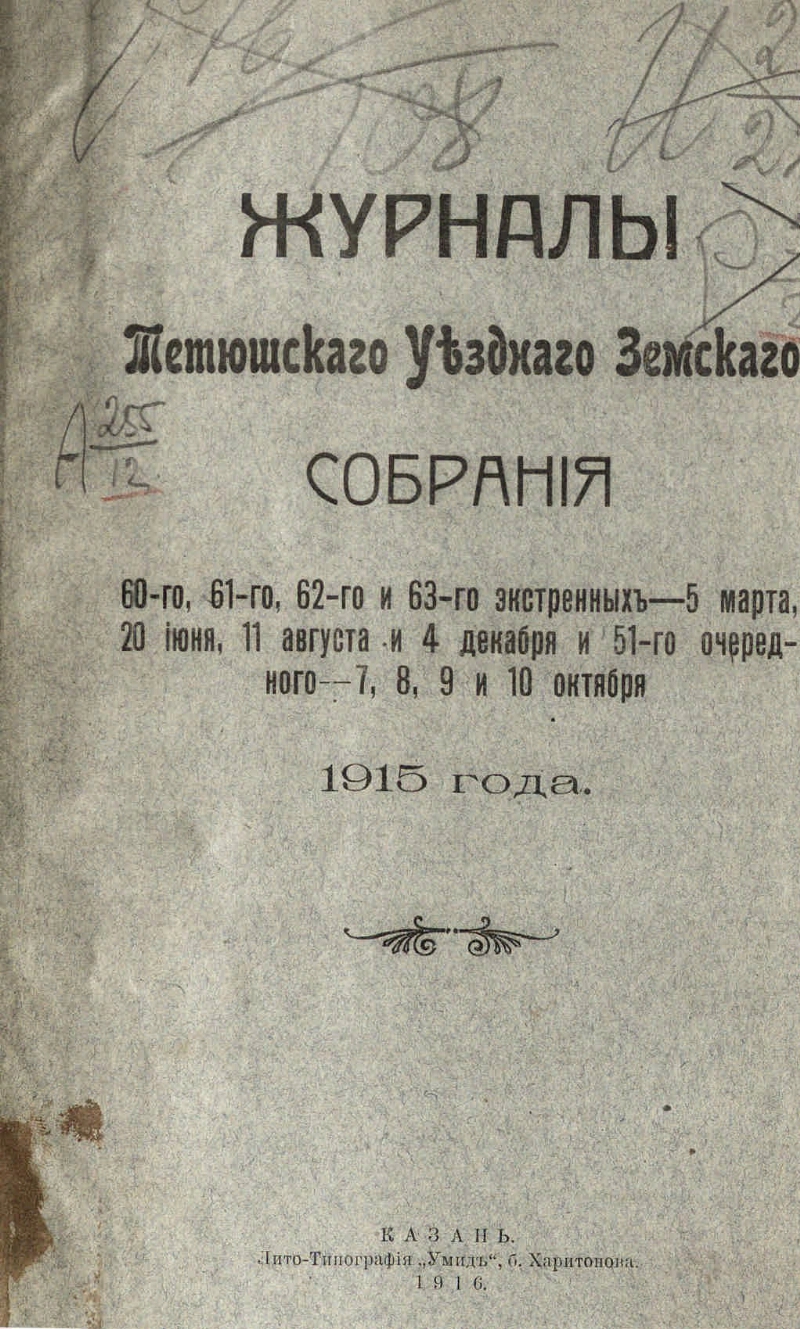 ЖУРНАЛЫ
Тетюшскаго Уѣзднаго Земскаго
СОБРАНІЯ
60-го, 61-го, 62-го и 63-го экстренныхъ—5 марта,
20 іюня, 11 августа и 4 декабря и 51-го очеред-
ного—7, 8, 9 и 10 октября
1915 года.
КАЗАНЬ.
Лито-Типографія „Умидъ“, б. Харитонова.
1916.